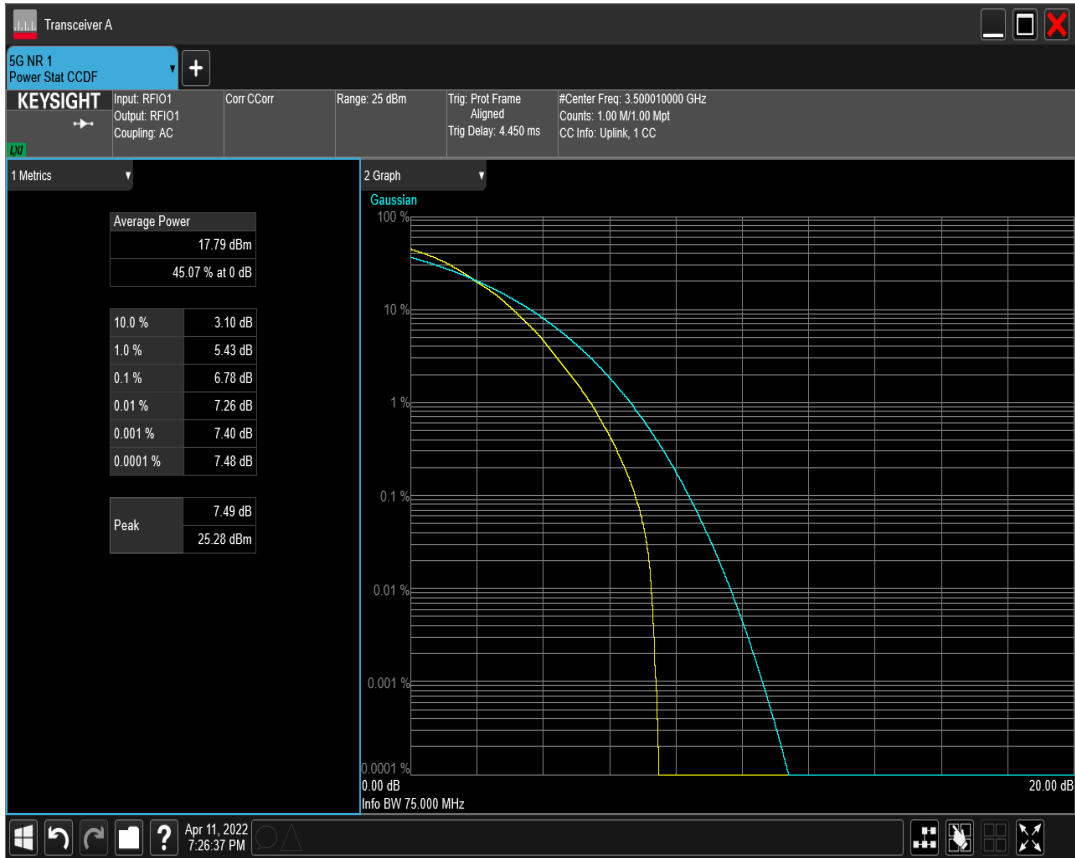 Transceiver A
5G NR 1
Power Stat CCDF
KEYSIGHT
LXI
Input: RFIO1
Output: RFIO1
Coupling: AC
Corr CCorr
Range: 25 dBm
Trig: Prot Frame
Aligned
Trig Delay: 4.450 ms
#Center Freq: 3.500010000 GHz
Counts: 1.00 M/1.00 Mpt
CC Info: Uplink, 1 CC
1 Metrics
Average Power
17.79 dBm
45.07 % at 0 dB
10.0 % 3.10 dB
1.0 % 5.43 dB
0.1 % 6.78 dB
0.01 % 7.26 dB
0.001 % 7.40 dB
0.0001 % 7.48 dB
Peak 7.49 dB
25.28 dBm
2 Graph
Gaussian
100 %
10 %
1 %
0.1 %
0.01 %
0.001 %
0.0001 %
0.00 dB
20.00 dB
Info BW 75.000 MHz
?
Apr 11, 2022
7:26:37 PM